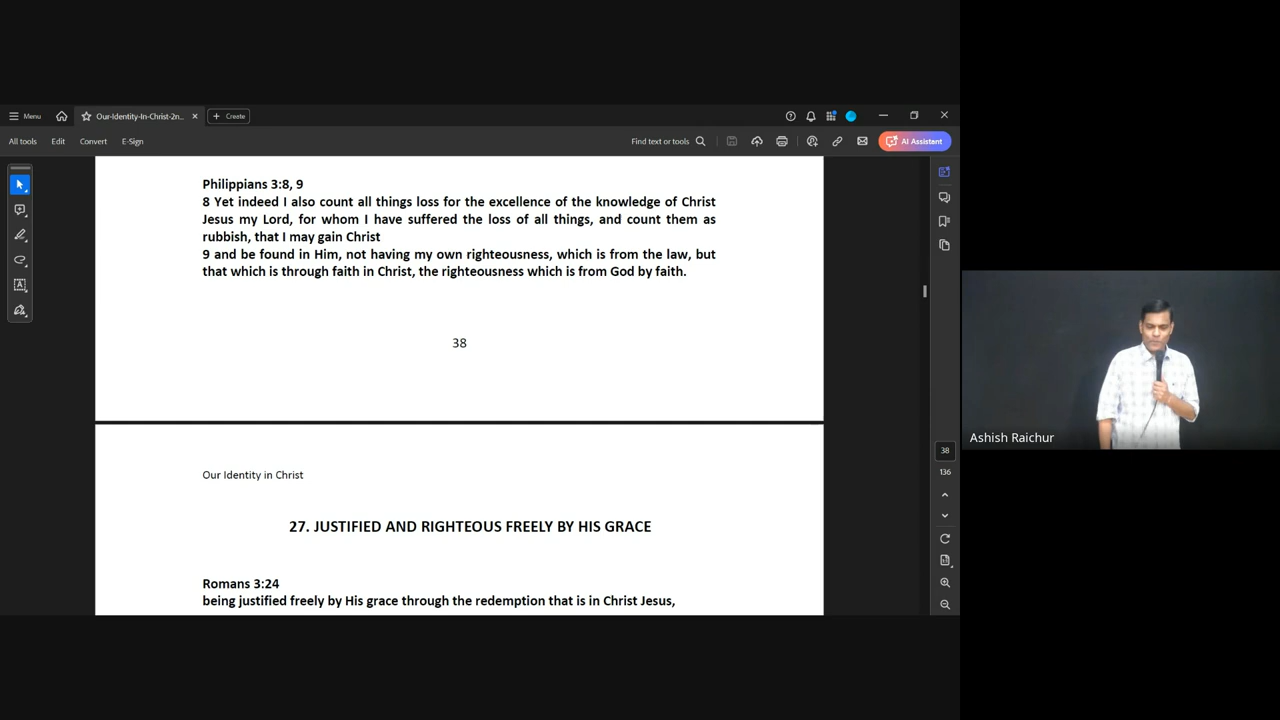 Menu
Our-Identity-In-Christ-2n...
Create
All tools
Edit
Convert
E-Sign
Find text or tools
AI Assistant
Philippians 3:8, 9
8 Yet indeed I also count all things loss for the excellence of the knowledge of Christ
Jesus my Lord, for whom I have suffered the loss of all things, and count them as
rubbish, that I may gain Christ
9 and be found in Him, not having my own righteousness, which is from the law, but
that which is through faith in Christ, the righteousness which is from God by faith.
38
Our Identity in Christ
27. JUSTIFIED AND RIGHTEOUS FREELY BY HIS GRACE
Romans 3:24
being justified freely by His grace through the redemption that is in Christ Jesus,
38
136
Ashish Raichur